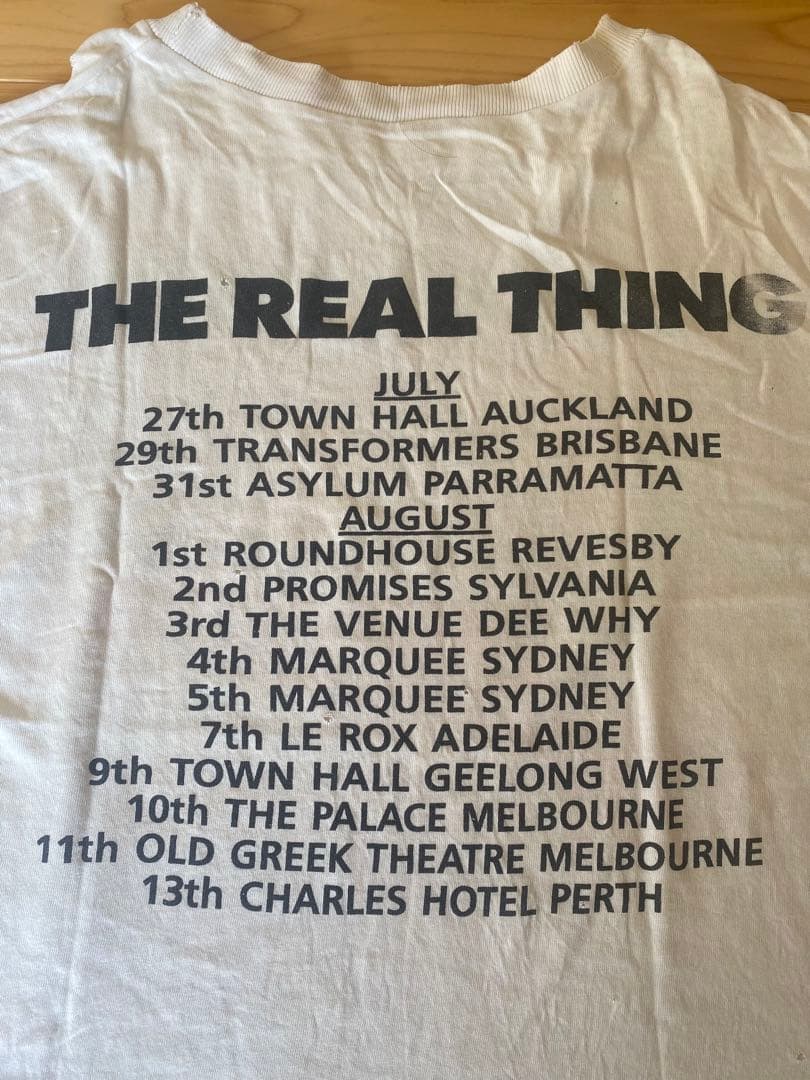 THE REAL THING
JULY
27th TOWN HALL AUCKLAND
29th TRANSFORMERS BRISBANE
31st ASYLUM PARRAMATTA
AUGUST
1st ROUNDHOUSE REVESBY
2nd PROMISES SYLVANIA
3rd THE VENUE DEE WHY
4th MARQUEE SYDNEY
5th MARQUEE SYDNEY
7th LE ROX ADELAIDE
9th TOWN HALL GEELONG WEST
10th THE PALACE MELBOURNE
11th OLD GREEK THEATRE MELBOURNE
13th CHARLES HOTEL PERTH